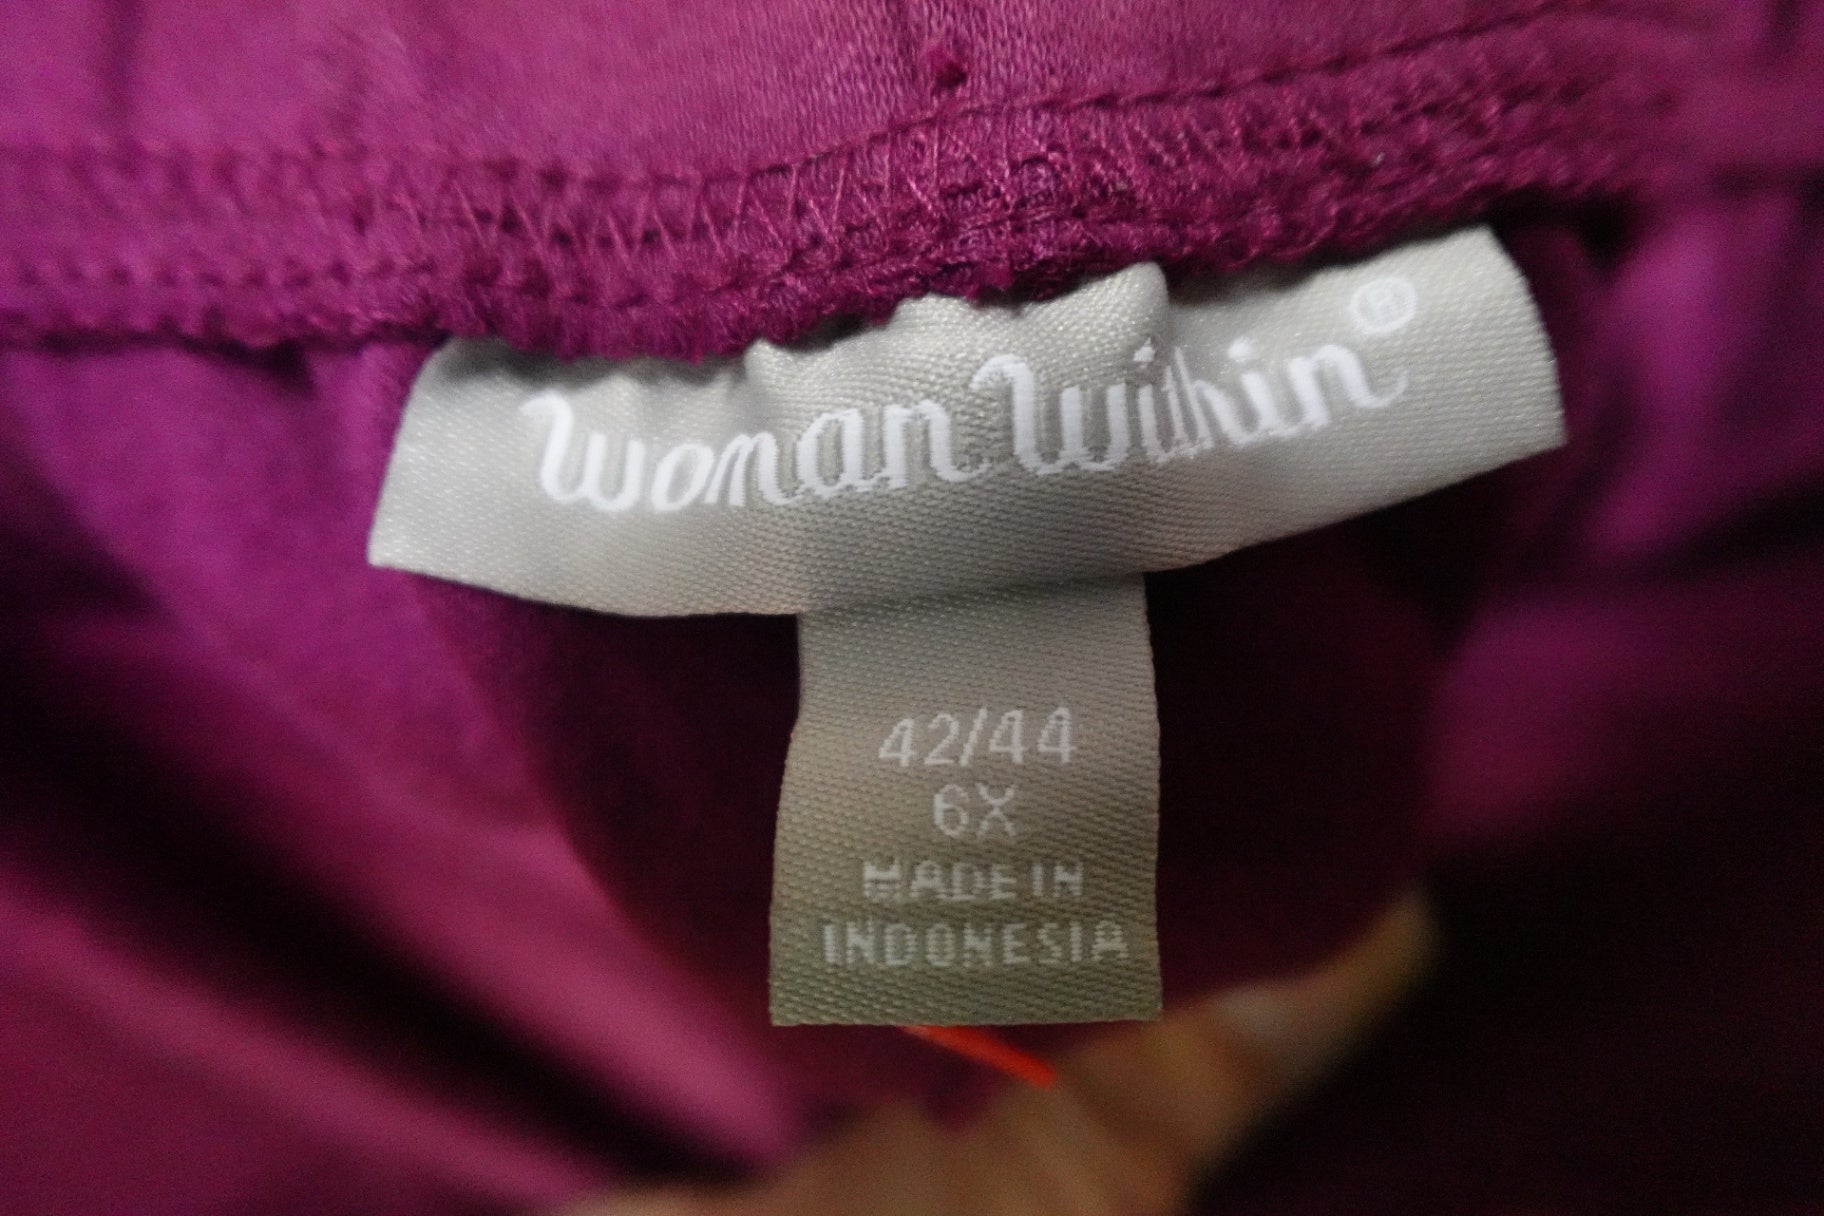 Woman Within®
42/44
6X
MADE IN
INDONESIA